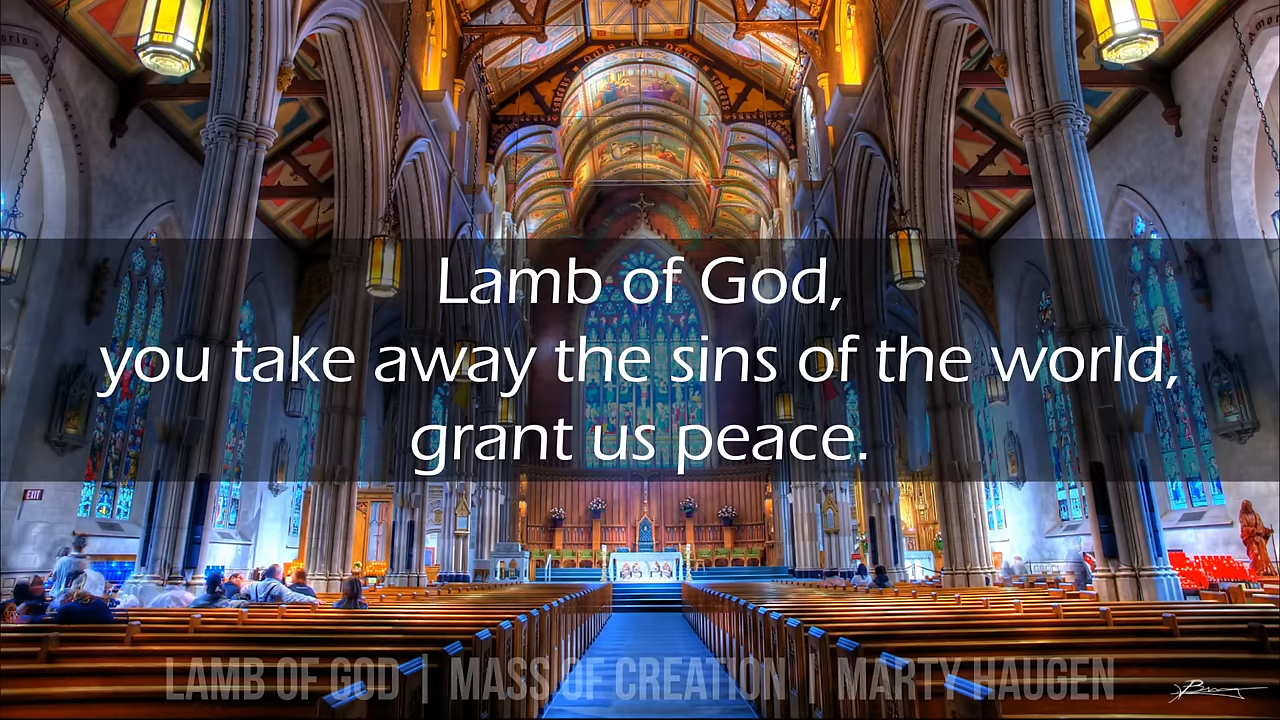 Lamb of God,
you take away the sins of the world,
grant us peace.
EXIT
LAMB OF GOD | MASS OF CREATION | MARTY HAUGEN